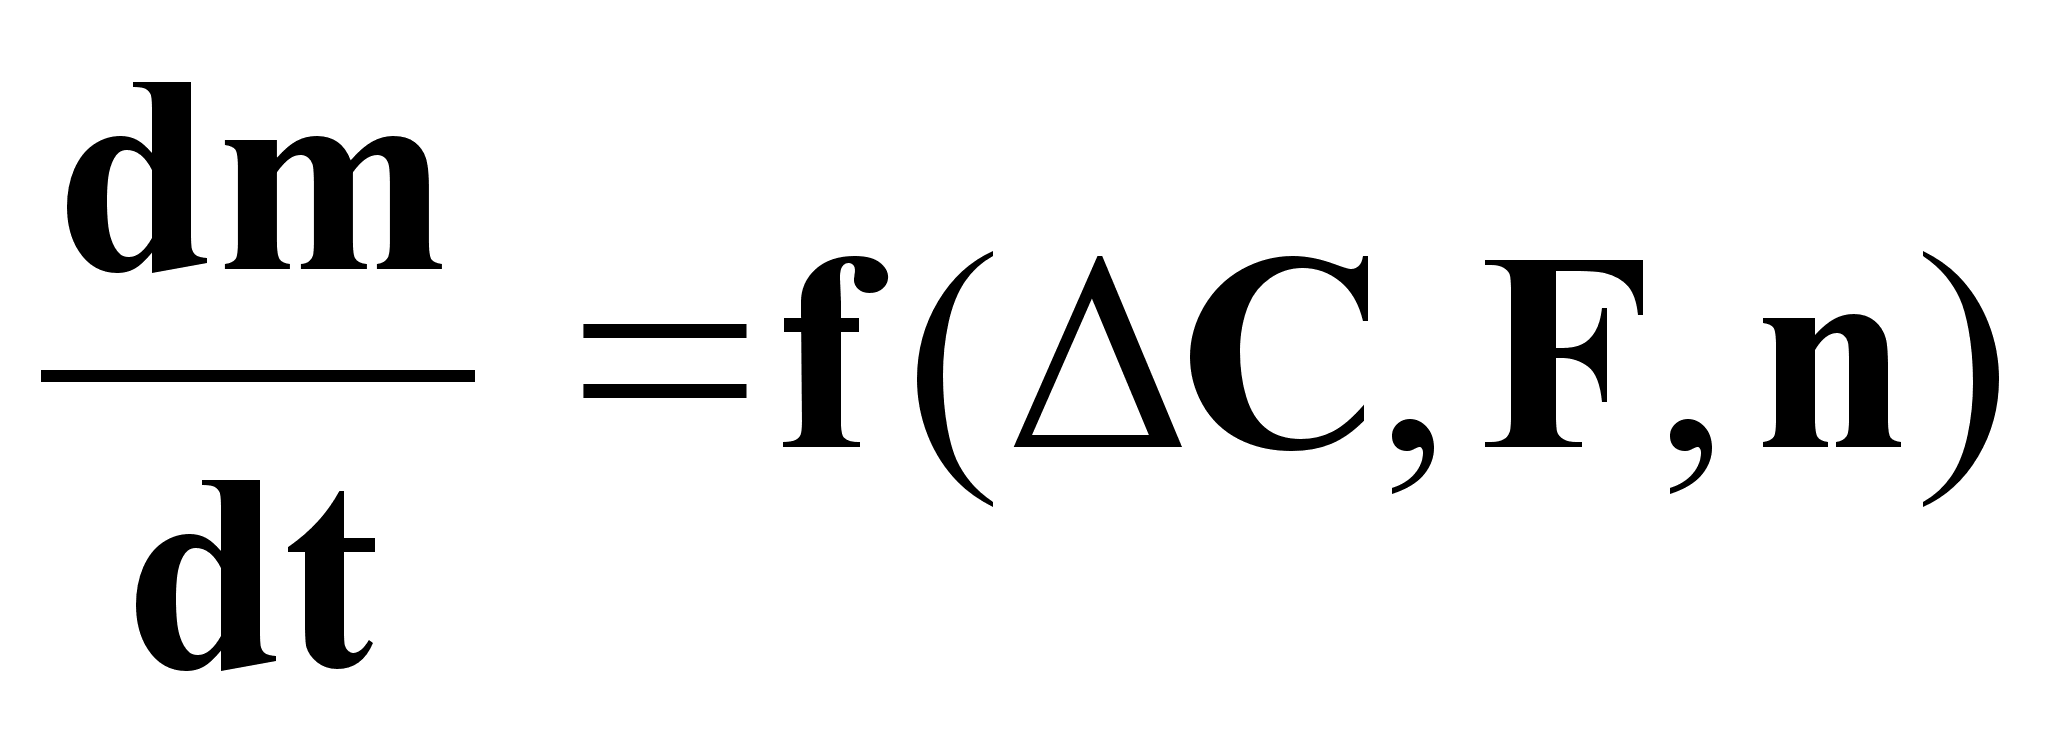 dm/dt = f(ΔC, F, n)